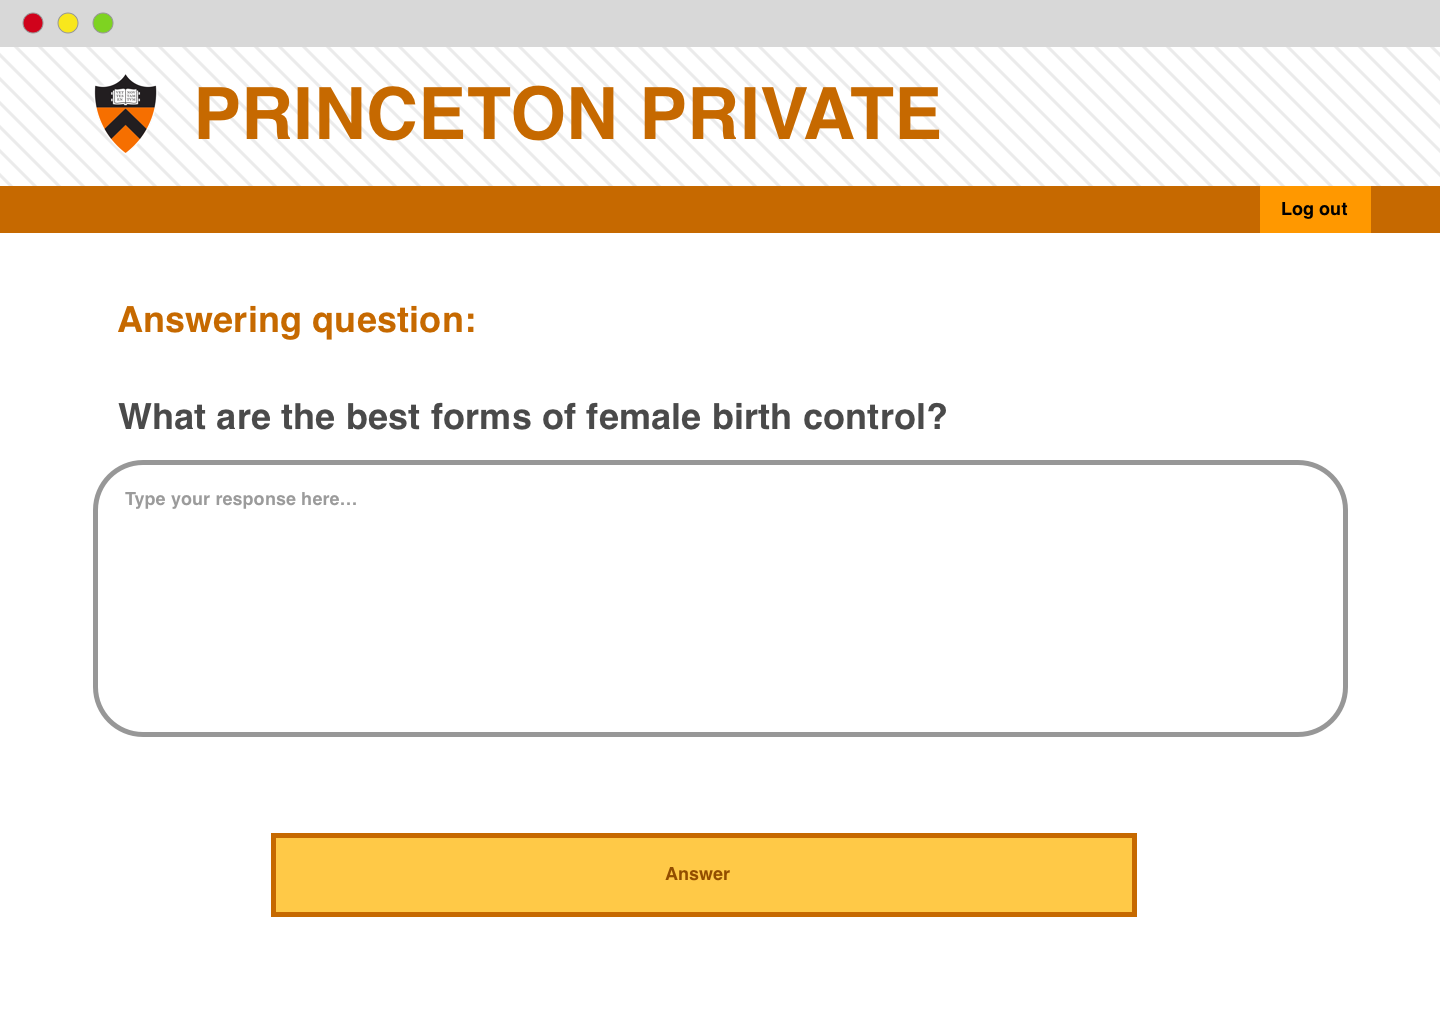 PRINCETON PRIVATE
Log out
Answering question:
What are the best forms of female birth control?
Type your response here...
Answer